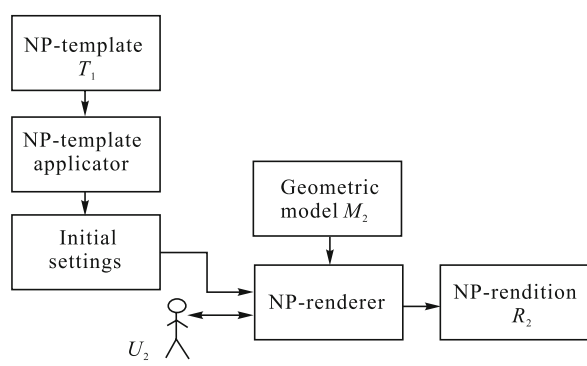 NP-template
T₁
NP-template
applicator
Geometric
model M₂
Initial
settings
NP-renderer
NP-rendition
R₂
U₂